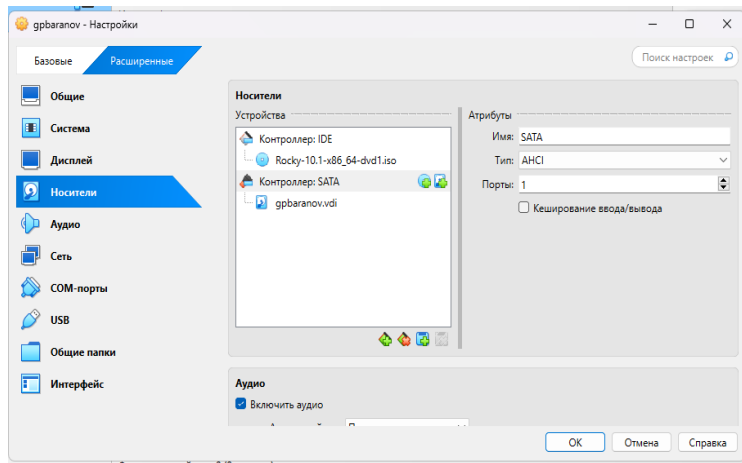 gpbaranov - Настройки
Базовые
Расширенные
Поиск настроек
Общие
Система
Дисплей
Носители
Аудио
Сеть
COM-порты
USB
Общие папки
Интерфейс
Носители
Устройства
Контроллер: IDE
Rocky-10.1-x86_64-dvd1.iso
Контроллер: SATA
gpbaranov.vdi
Атрибуты
Имя: SATA
Тип: AHCI
Порты: 1
Кеширование ввода/вывода
Аудио
Включить аудио
OK
Отмена
Справка